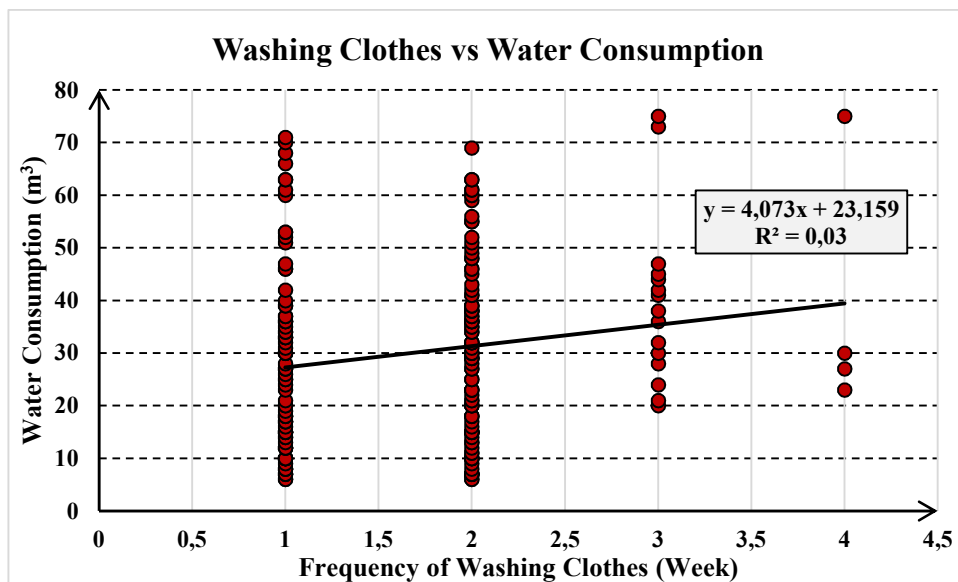 Washing Clothes vs Water Consumption
Water Consumption (m³)
80
70
60
50
40
30
20
10
0
y = 4,073x + 23,159
R² = 0,03
0 0,5 1 1,5 2 2,5 3 3,5 4 4,5
Frequency of Washing Clothes (Week)